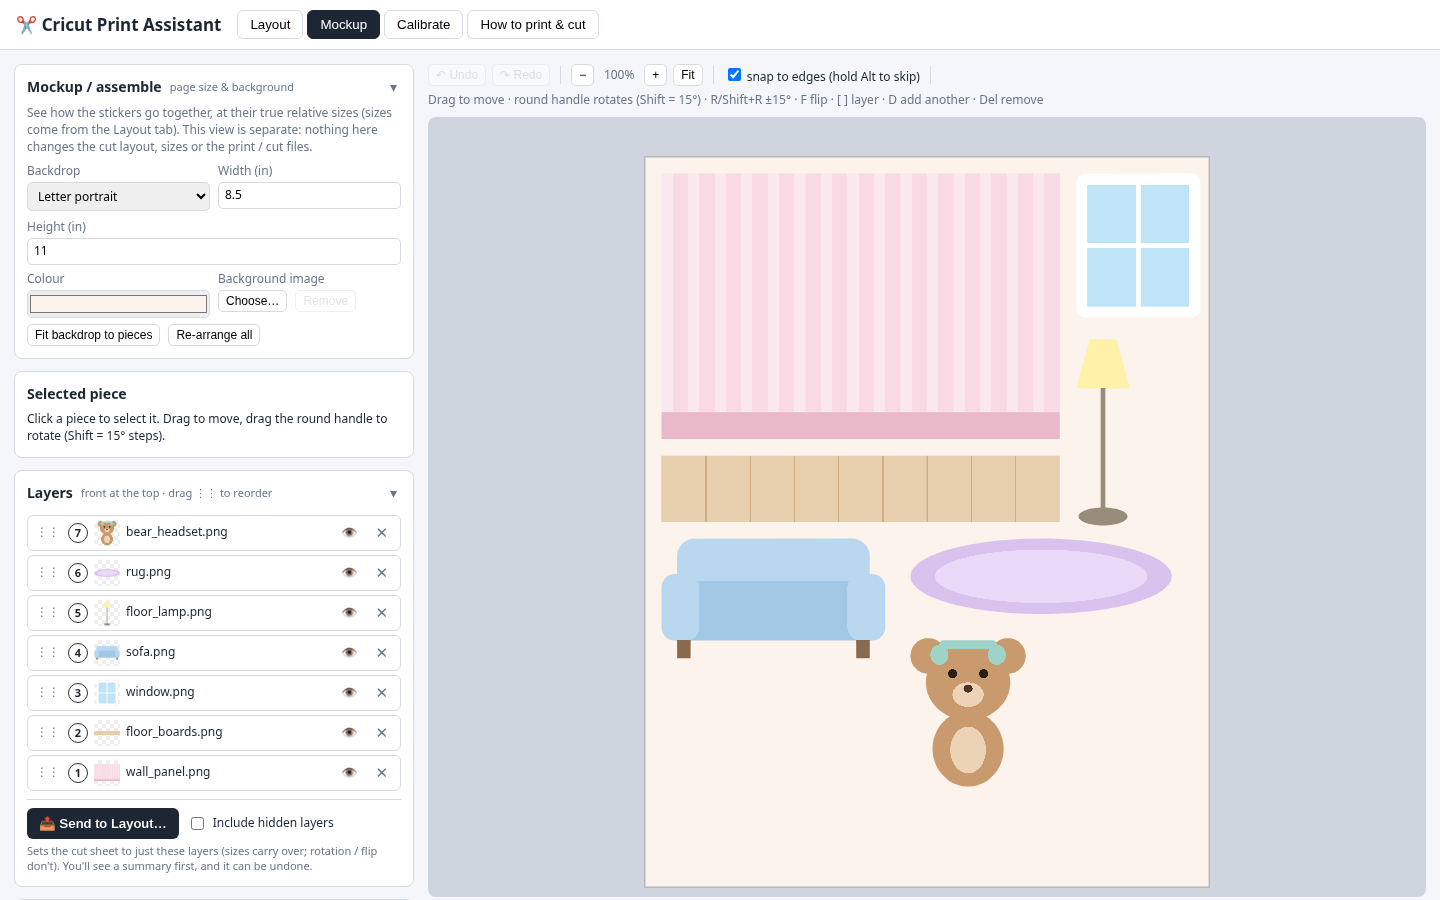 ✂️ Cricut Print Assistant
Layout
Mockup
Calibrate
How to print & cut
Mockup / assemble page size & background ▼
See how the stickers go together, at their true relative sizes (sizes
come from the Layout tab). This view is separate: nothing here
changes the cut layout, sizes or the print / cut files.
Backdrop
Width (in)
Letter portrait
8.5
Height (in)
11
Colour
Background image
Choose…
Remove
Fit backdrop to pieces
Re-arrange all
Selected piece
Click a piece to select it. Drag to move, drag the round handle to
rotate (Shift = 15° steps).
Layers front at the top · drag ⋮⋮ to reorder ▼
⋮⋮ 7 bear_headset.png 👁 ✕
⋮⋮ 6 rug.png 👁 ✕
⋮⋮ 5 floor_lamp.png 👁 ✕
⋮⋮ 4 sofa.png 👁 ✕
⋮⋮ 3 window.png 👁 ✕
⋮⋮ 2 floor_boards.png 👁 ✕
⋮⋮ 1 wall_panel.png 👁 ✕
📤 Send to Layout…
Include hidden layers
Sets the cut sheet to just these layers (sizes carry over; rotation / flip
don't). You'll see a summary first, and it can be undone.
↶ Undo
↷ Redo
−
100%
+
Fit
snap to edges (hold Alt to skip)
Drag to move · round handle rotates (Shift = 15°) · R/Shift+R ±15° · F flip · [ ] layer · D add another · Del remove